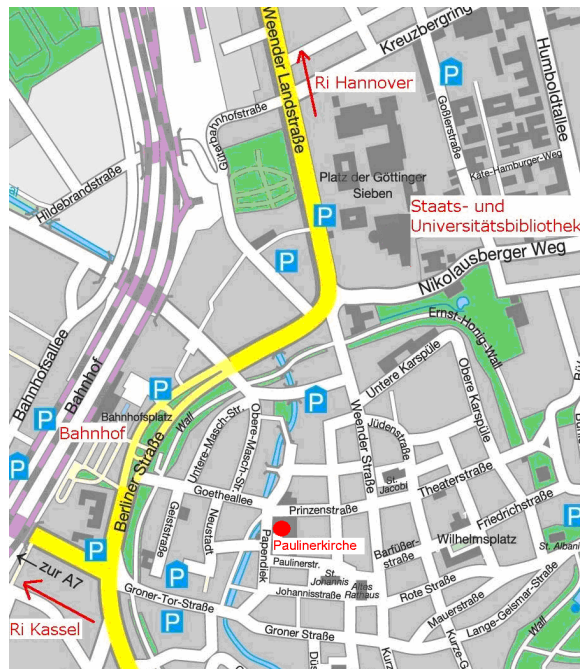 Weender Landstraße
Kreuzbergring
Humboldtallee
P
Ri Hannover
Goßlerstraße
Güterbahnhofstraße
Käte-Hamburger-Weg
Hildebrandstraße
Platz der Göttinger
Sieben
Staats- und
Universitätsbibliothek
P
Nikolausberger Weg
P
Ernst-Honig-Wall
Bahnhofsallee
Bahnhof
Untere Karspüle
Obere Karspüle
P
Bahnhofsplatz
Wall
P
P
Bahnhof
Untere-Masch-Str.
Obere-Masch-Str.
Weender Straße
Jüdenstraße
P
Berliner Straße
Goetheallee
St.
Jacobi
Theaterstraße
Geiststraße
Neustadt
Prinzenstraße
Friedrichstraße
Paulinerkirche
Papendiek
Barfüßer-
straße
Wilhelmsplatz
P
St. Albani
P
zur A7
Paulinerstr.
St.
Johannis
Altes
Rathaus
P
Ri Kassel
Groner-Tor-Straße
Johannisstraße
Rote Straße
Mauerstraße
Lange-Geismar-Straße
P
Groner Straße
Kurze-